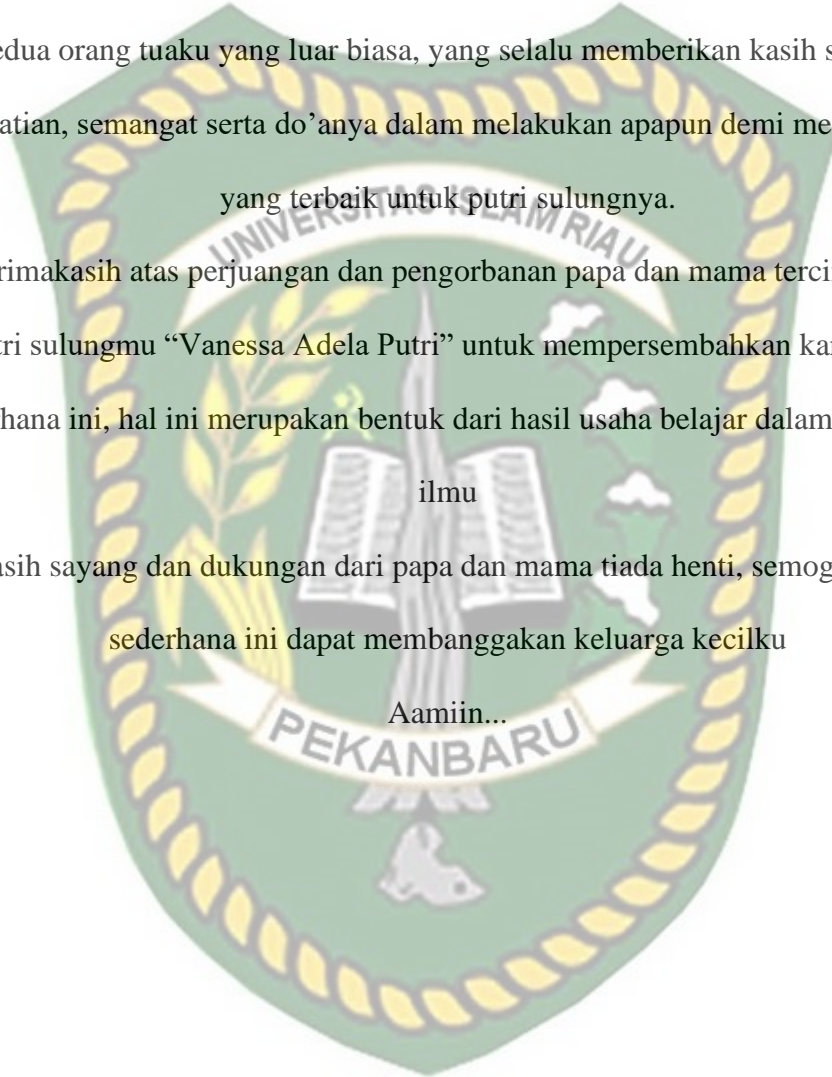 edua orang tuaku yang luar biasa, yang selalu memberikan kasih s
atian, semangat serta do’anya dalam melakukan apapun demi me
yang terbaik untuk putri sulungnya.
UNIVERSITAS ISLAM RIAU
rimakasih atas perjuangan dan pengorbanan papa dan mama terci
tri sulungmu “Vanessa Adela Putri” untuk mempersembahkan ka
hana ini, hal ini merupakan bentuk dari hasil usaha belajar dalam
ilmu
asih sayang dan dukungan dari papa dan mama tiada henti, semog
sederhana ini dapat membanggakan keluarga kecilku
Aamiin...
PEKANBARU